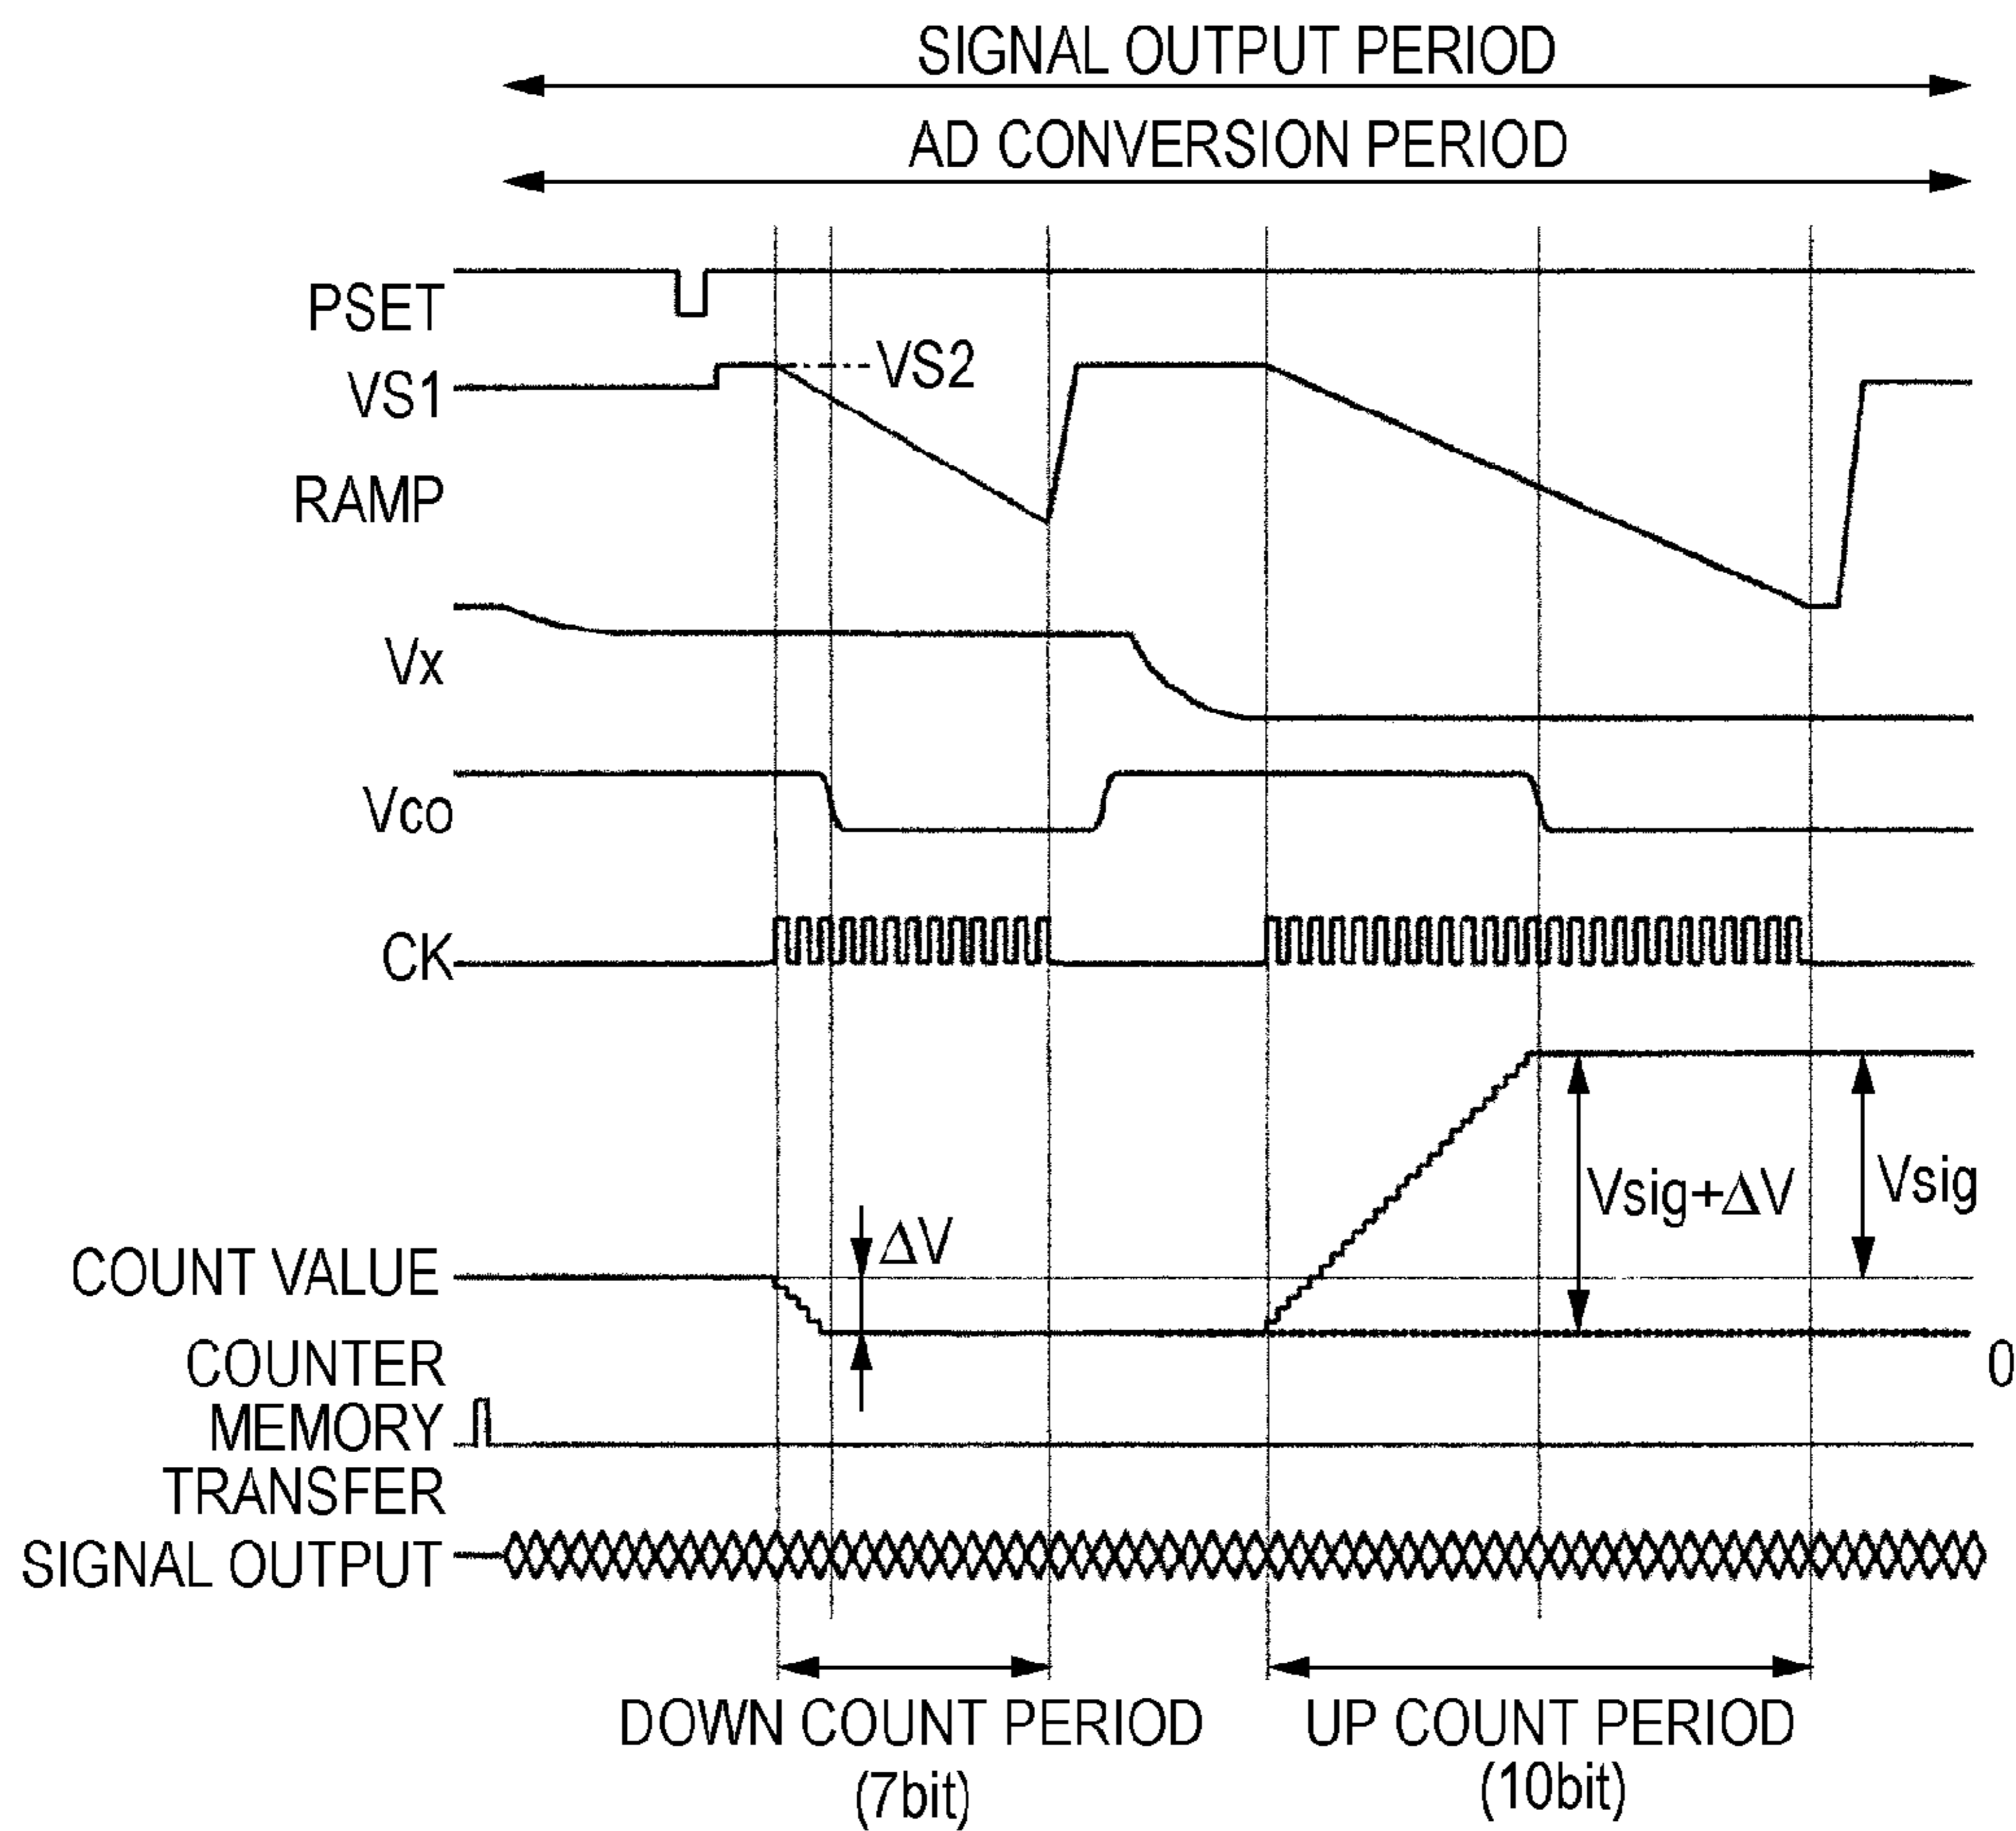 SIGNAL OUTPUT PERIOD
AD CONVERSION PERIOD
PSET
VS1
VS2
RAMP
Vx
Vco
CK
Vsig+ΔV
Vsig
ΔV
COUNT VALUE
0
COUNTER
MEMORY
TRANSFER
SIGNAL OUTPUT
DOWN COUNT PERIOD
(7bit)
UP COUNT PERIOD
(10bit)